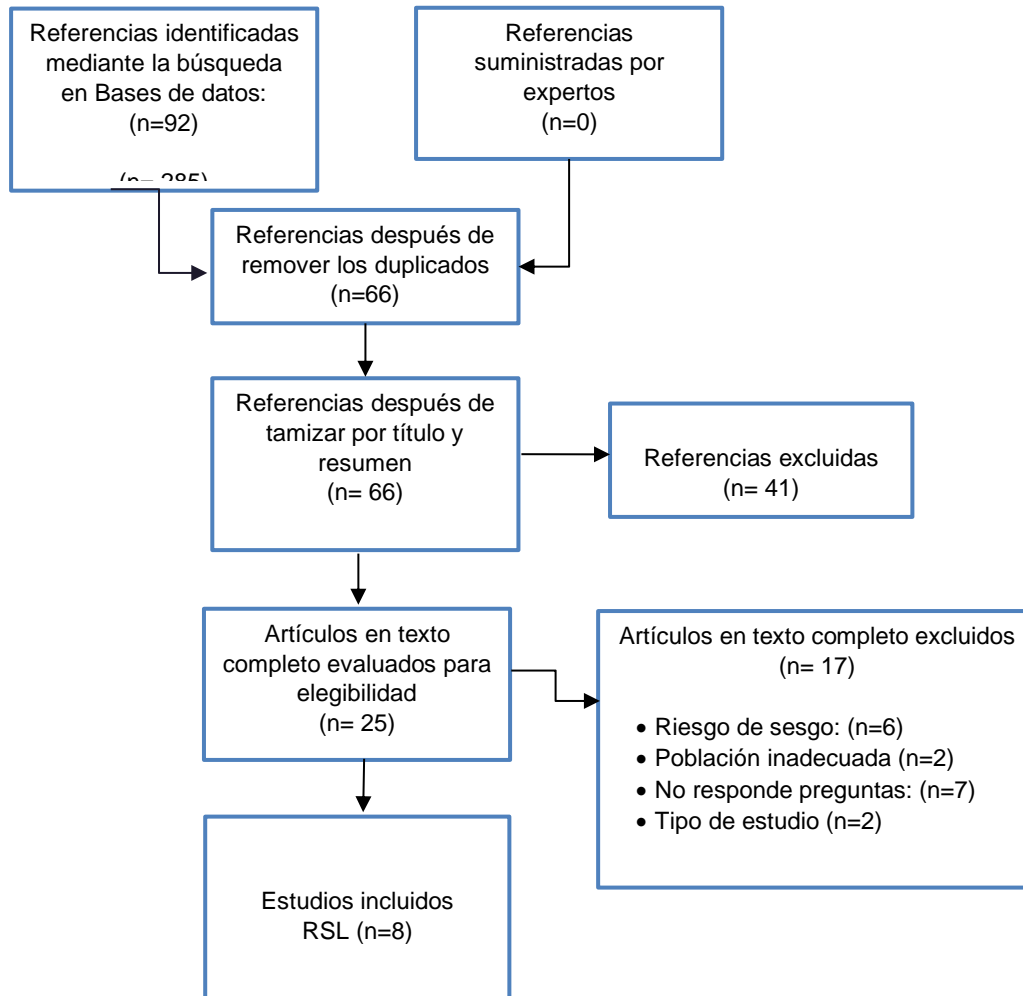 Referencias identificadas
mediante la búsqueda
en Bases de datos:
(n=92)
(n= 285)
Referencias
suministradas por
expertos
(n=0)
Referencias después de
remover los duplicados
(n=66)
Referencias después de
tamizar por título y
resumen
(n= 66)
Referencias excluidas
(n= 41)
Artículos en texto
completo evaluados para
elegibilidad
(n= 25)
Artículos en texto completo excluidos
(n= 17)
• Riesgo de sesgo: (n=6)
• Población inadecuada (n=2)
• No responde preguntas: (n=7)
• Tipo de estudio (n=2)
Estudios incluidos
RSL (n=8)